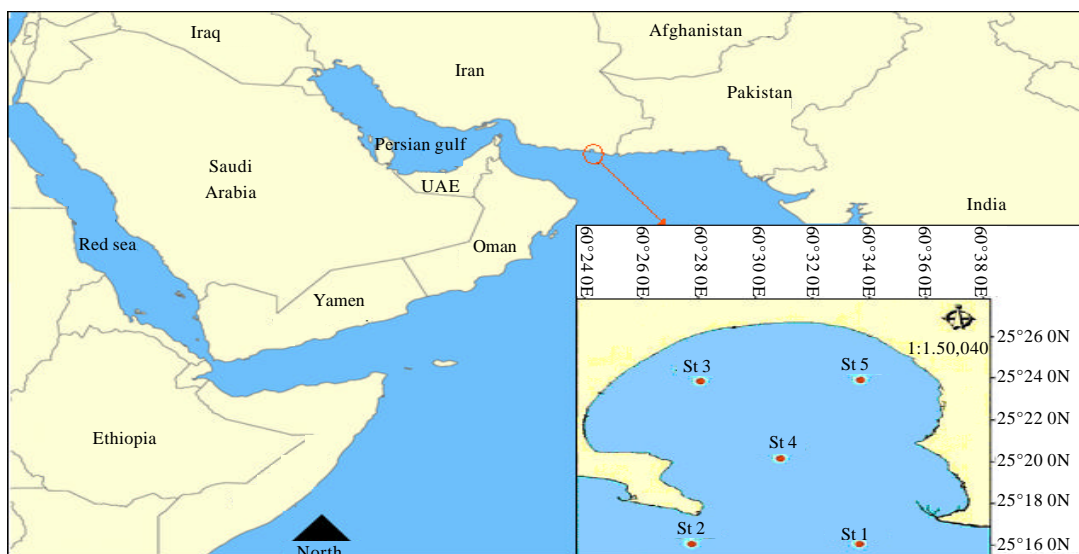 Iraq
Afghanistan
Iran
Pakistan
Persian gulf
Saudi
Arabia
UAE
India
Red sea
Oman
Yamen
Ethiopia
North
60°24 0E
60°26 0E
60°28 0E
60°30 0E
60°32 0E
60°34 0E
60°36 0E
60°38 0E
25°26 0N
1:1.50,040
25°24 0N
25°22 0N
25°20 0N
25°18 0N
25°16 0N
St 3
St 5
St 4
St 2
St 1